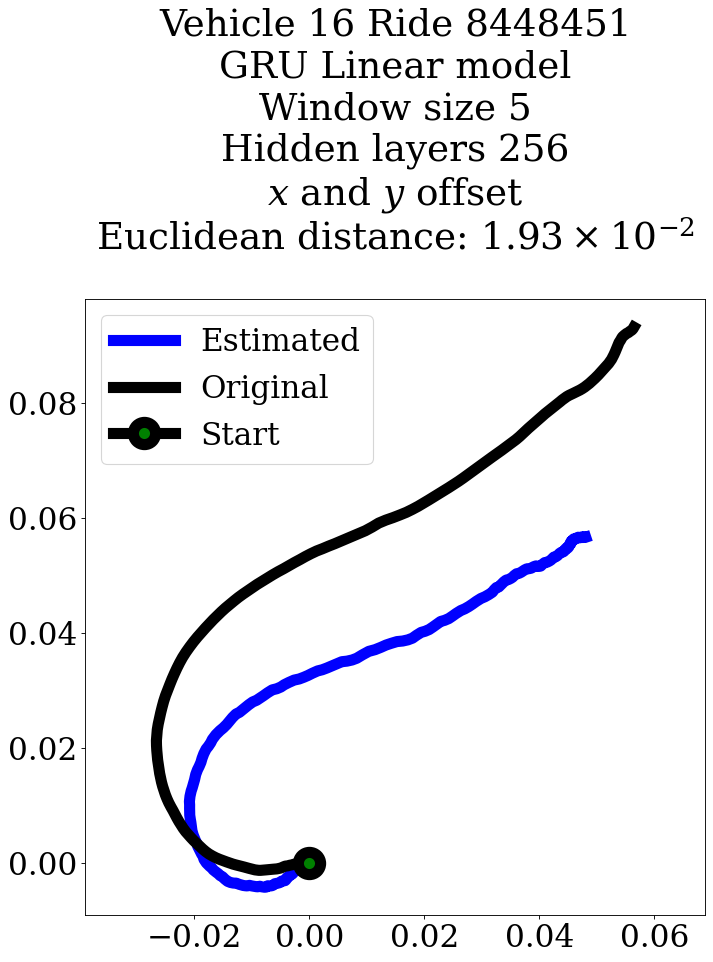 Vehicle 16 Ride 8448451
GRU Linear model
Window size 5
Hidden layers 256
x and y offset
Euclidean distance: 1.93 × 10⁻²
Estimated
Original
Start
0.08
0.06
0.04
0.02
0.00
−0.02 0.00 0.02 0.04 0.06